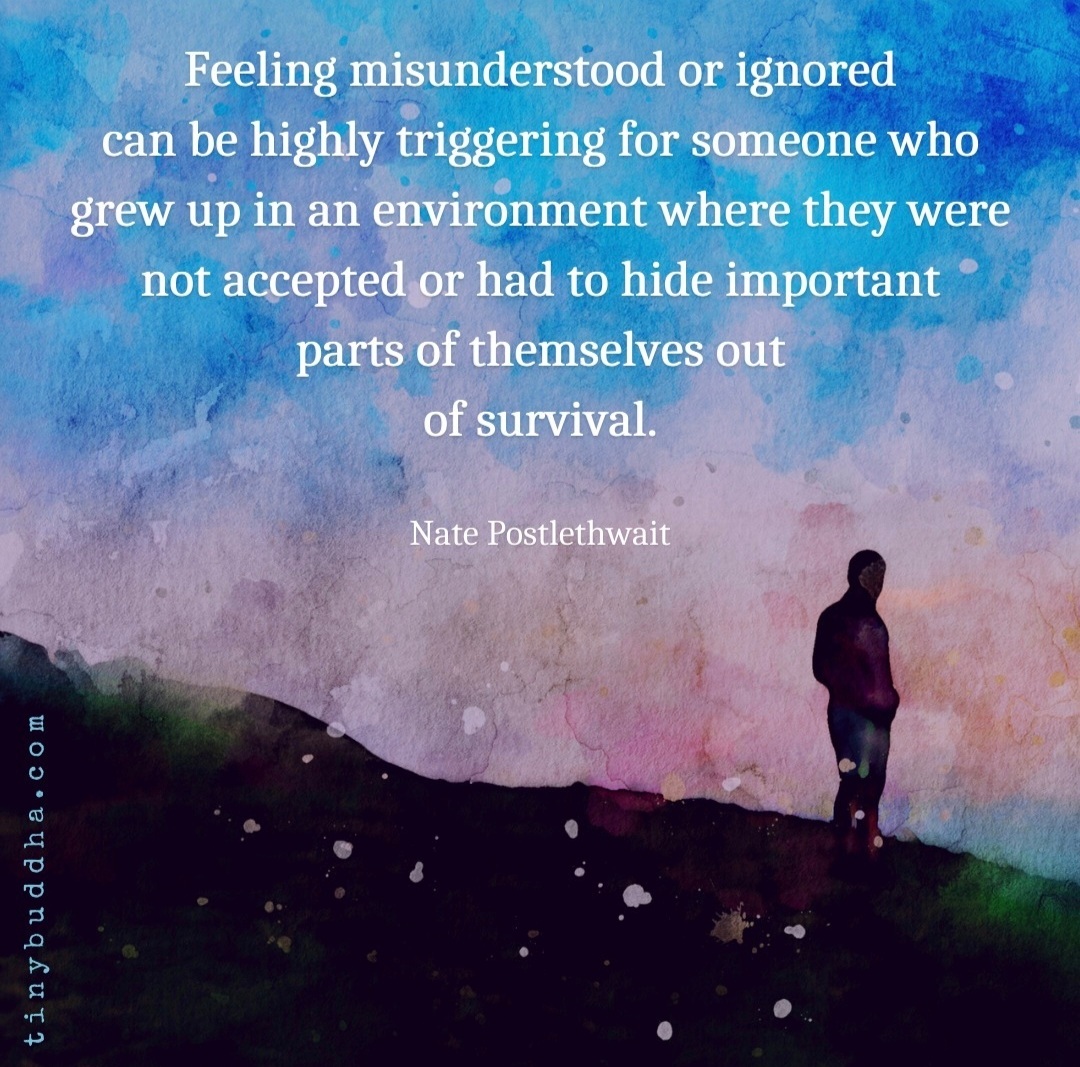 Feeling misunderstood or ignored
can be highly triggering for someone who
grew up in an environment where they were
not accepted or had to hide important
parts of themselves out
of survival.
Nate Postlethwait
tinybuddha.com